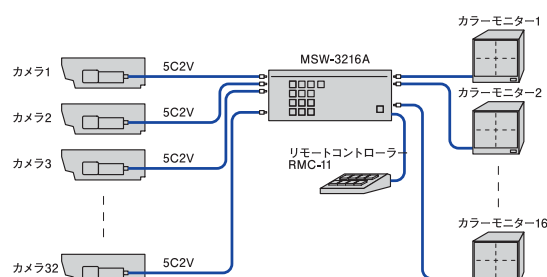 カラーモニター1
MSW-3216A
カメラ1
5C2V
カラーモニター2
カメラ2
5C2V
カメラ3
5C2V
リモートコントローラー
RMC-11
カラーモニター16
カメラ32
5C2V